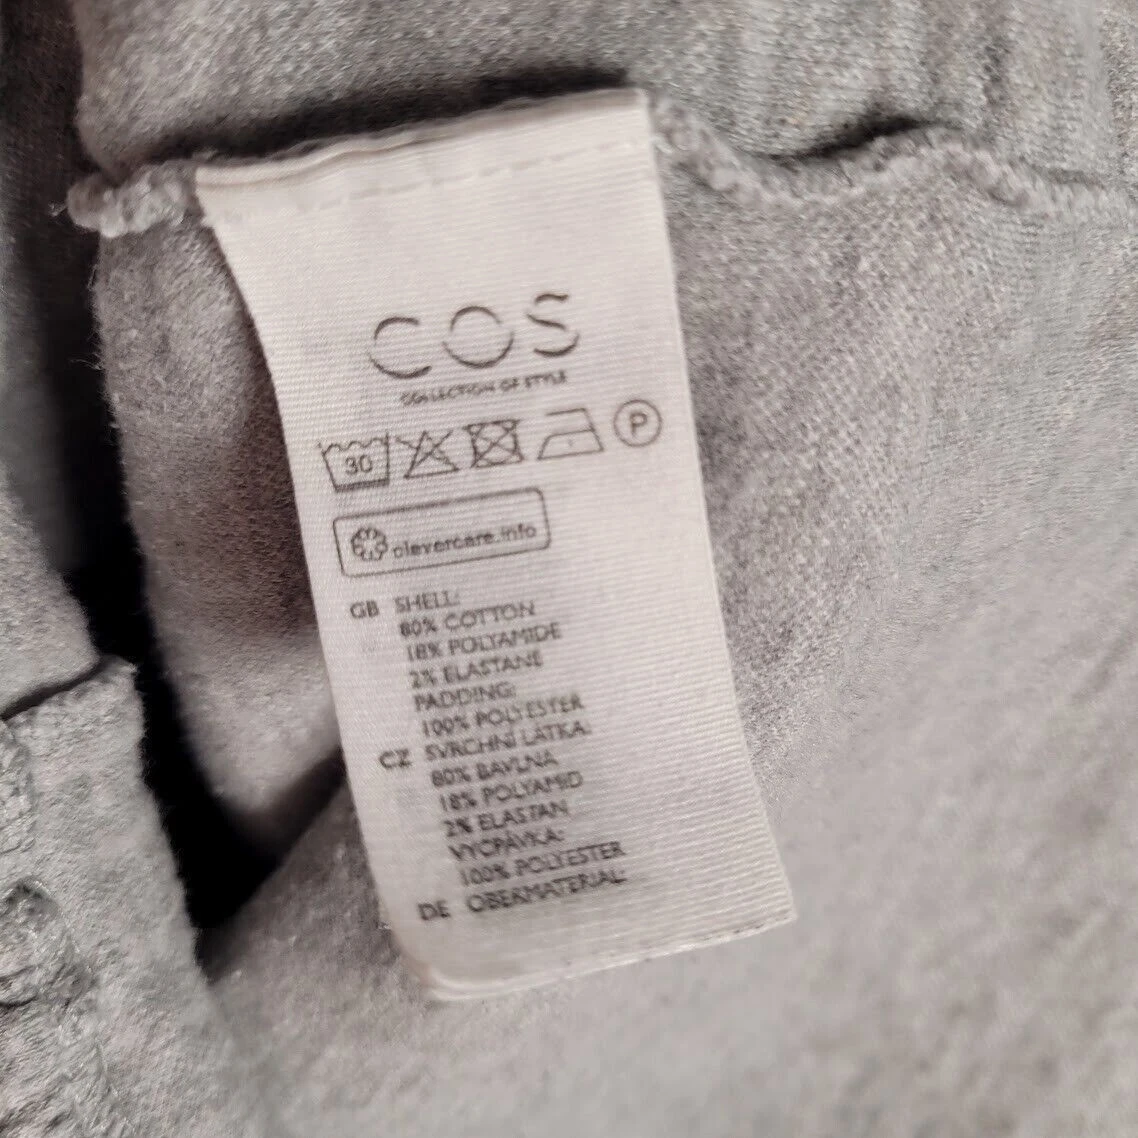 COS
COLLECTION OF STYLE
30 P
clevercare.info
GB SHELL:
80% COTTON
18% POLYAMIDE
2% ELASTANE
PADDING:
100% POLYESTER
CZ SVRCHNÍ LÁTKA:
80% BAVLNA
18% POLYAMID
2% ELASTAN
VYCPÁVKA:
100% POLYESTER
DE OBERMATERIAL: